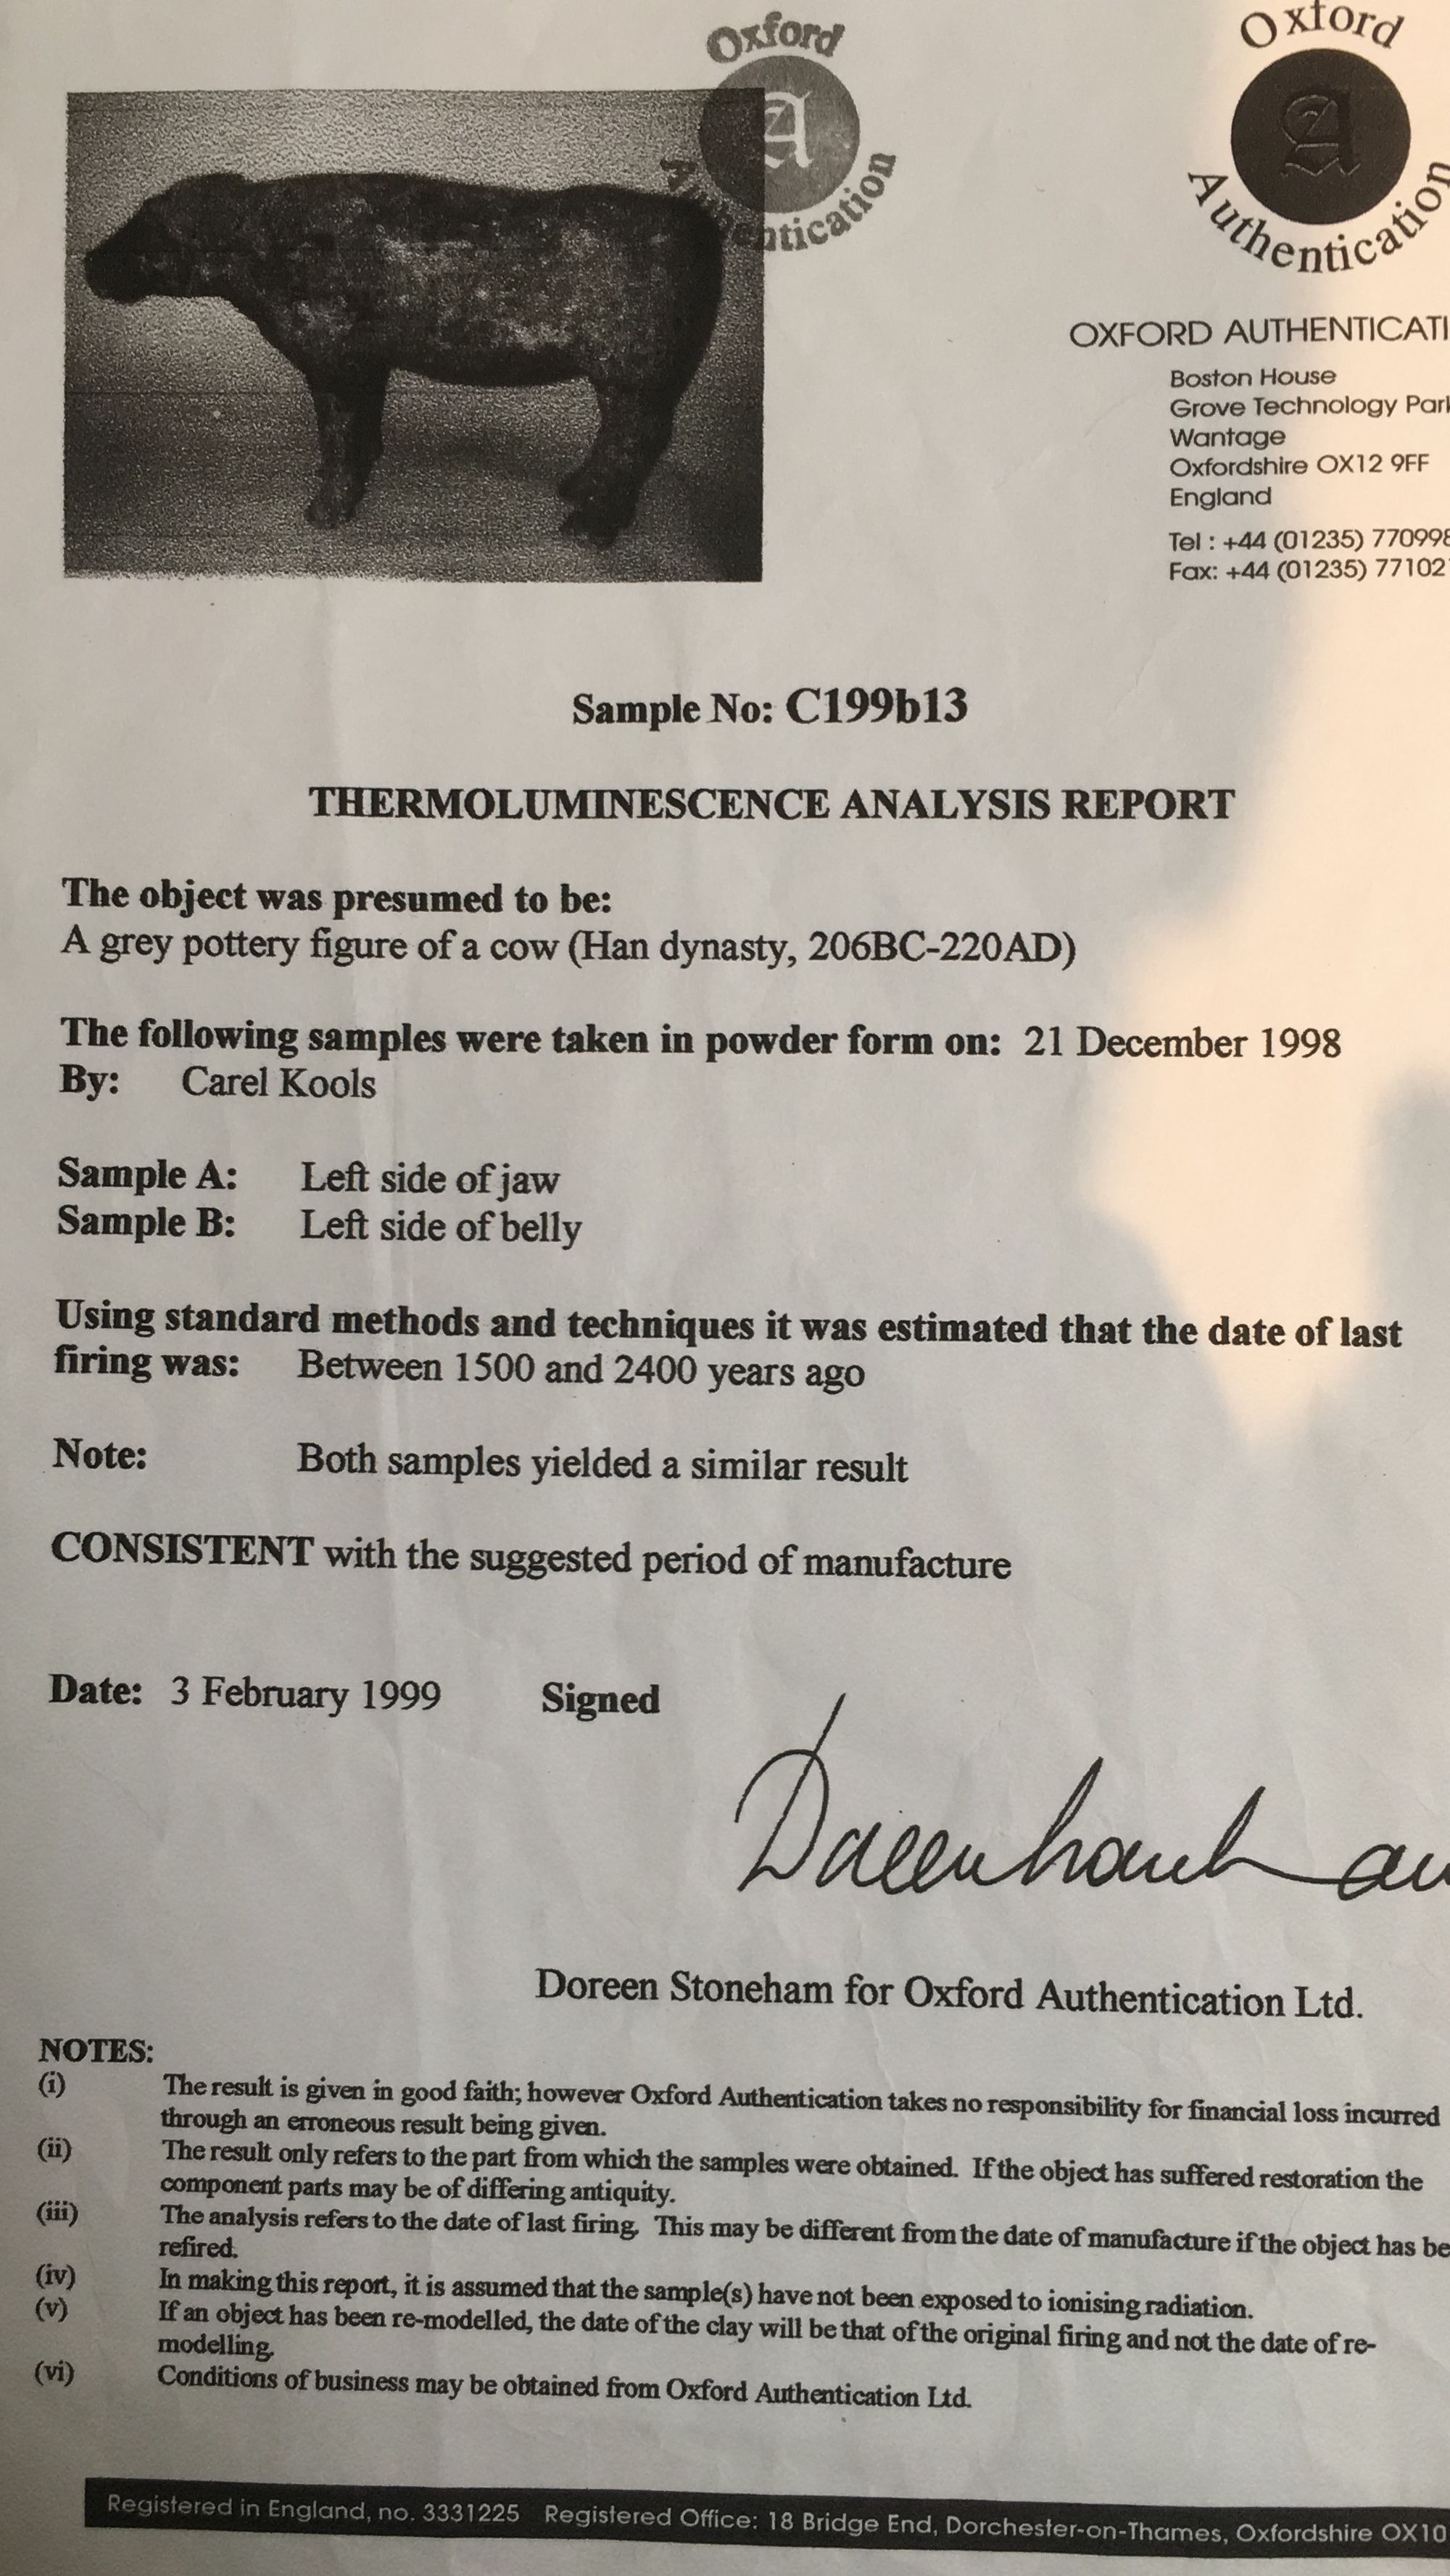 Oxford
A
Authentication
Oxford
A
Authentication
OXFORD AUTHENTICATI
Boston House
Grove Technology Park
Wantage
Oxfordshire OX12 9FF
England
Tel : +44 (01235) 770998
Fax: +44 (01235) 77102
Sample No: C199b13
THERMOLUMINESCENCE ANALYSIS REPORT
The object was presumed to be:
A grey pottery figure of a cow (Han dynasty, 206BC-220AD)
The following samples were taken in powder form on: 21 December 1998
By: Carel Kools
Sample A: Left side of jaw
Sample B: Left side of belly
Using standard methods and techniques it was estimated that the date of last
firing was: Between 1500 and 2400 years ago
Note: Both samples yielded a similar result
CONSISTENT with the suggested period of manufacture
Date: 3 February 1999 Signed
Doreen Stoneham for Oxford Authentication Ltd.
NOTES:
(i) The result is given in good faith; however Oxford Authentication takes no responsibility for financial loss incurred
through an erroneous result being given.
(ii) The result only refers to the part from which the samples were obtained. If the object has suffered restoration the
component parts may be of differing antiquity.
(iii) The analysis refers to the date of last firing. This may be different from the date of manufacture if the object has be
refired.
(iv) In making this report, it is assumed that the sample(s) have not been exposed to ionising radiation.
(v) If an object has been re-modelled, the date of the clay will be that of the original firing and not the date of re-
modelling.
(vi) Conditions of business may be obtained from Oxford Authentication Ltd.
Registered in England, no. 3331225 Registered Office: 18 Bridge End, Dorchester-on-Thames, Oxfordshire OX10